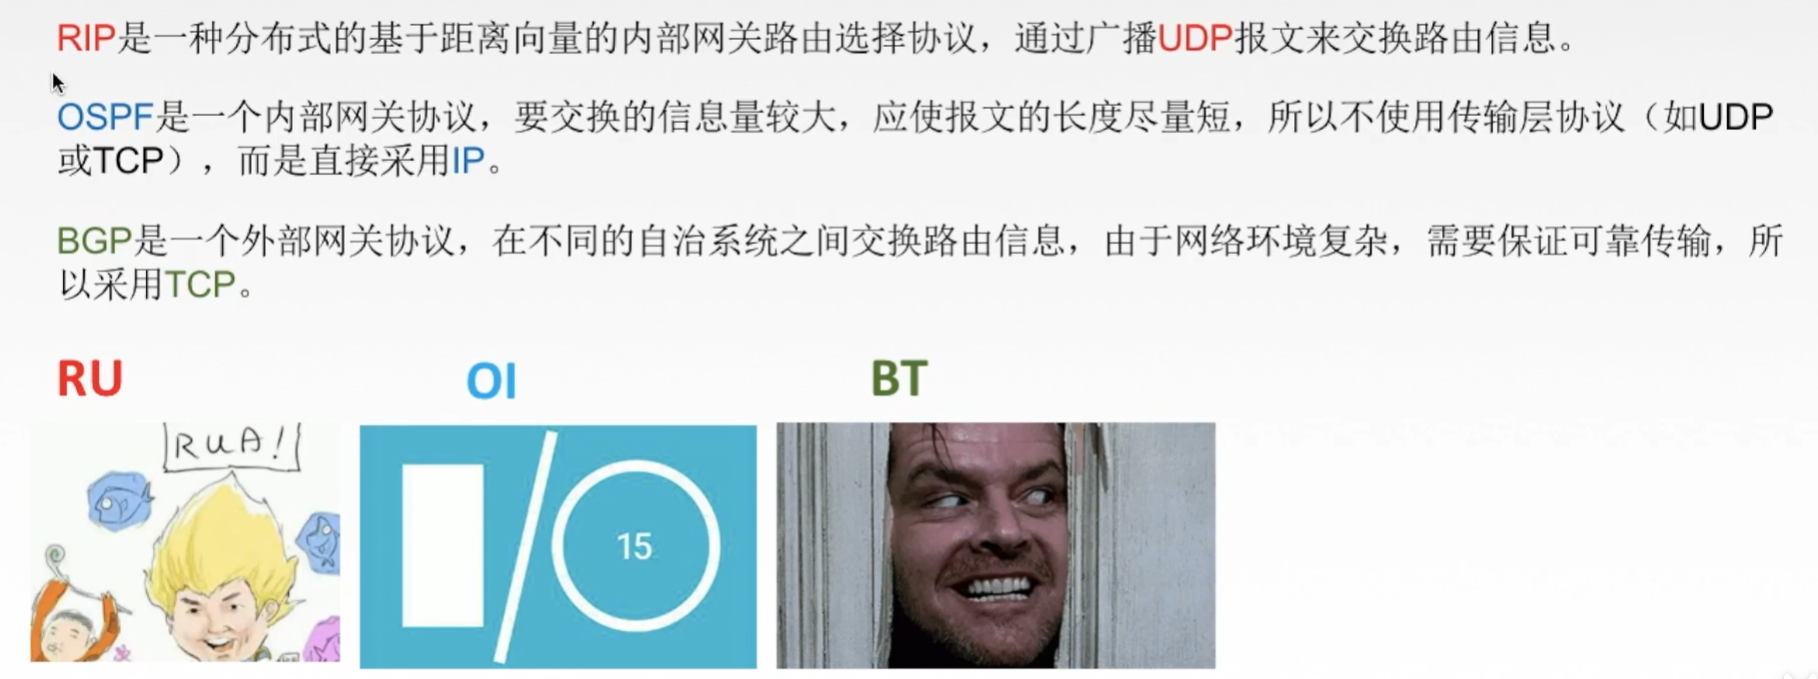 RIP是一种分布式的基于距离向量的内部网关路由选择协议，通过广播UDP报文来交换路由信息。
OSPF是一个内部网关协议，要交换的信息量较大，应使报文的长度尽量短，所以不使用传输层协议（如UDP
或TCP），而是直接采用IP。
BGP是一个外部网关协议，在不同的自治系统之间交换路由信息，由于网络环境复杂，需要保证可靠传输，所
以采用TCP。
RU
OI
BT
RUA!
15